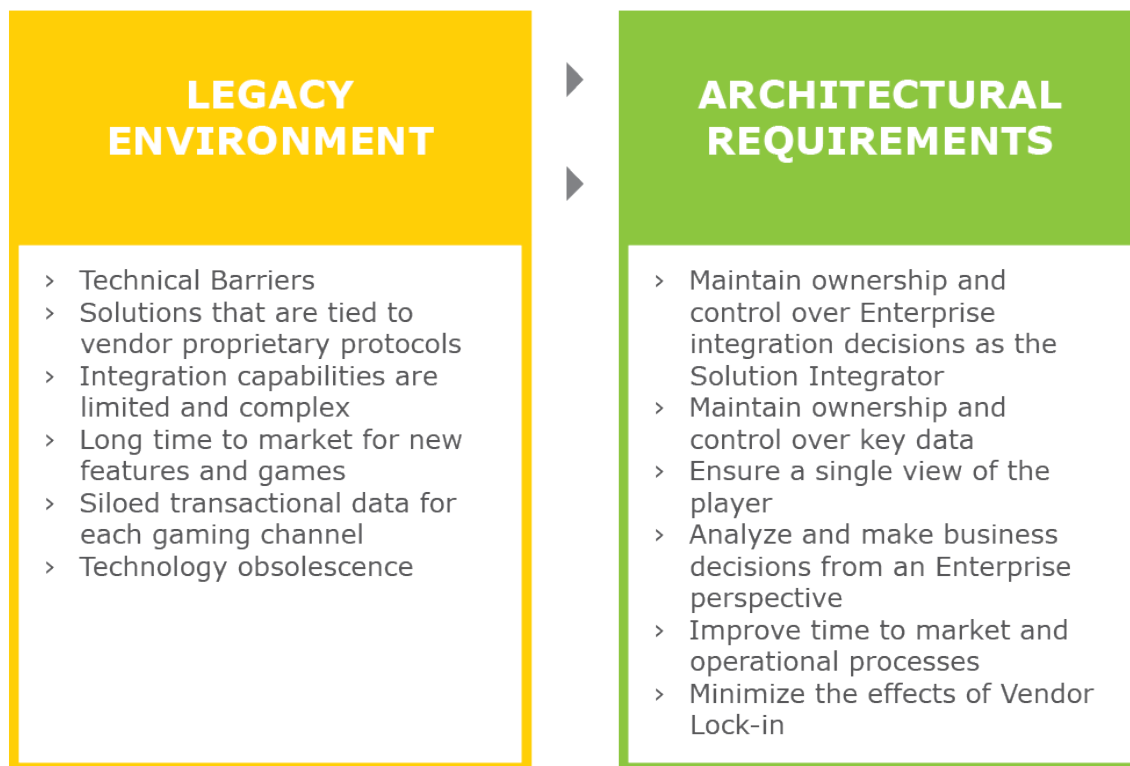 LEGACY
ENVIRONMENT
› Technical Barriers
› Solutions that are tied to
vendor proprietary protocols
› Integration capabilities are
limited and complex
› Long time to market for new
features and games
› Siloed transactional data for
each gaming channel
› Technology obsolescence
ARCHITECTURAL
REQUIREMENTS
› Maintain ownership and
control over Enterprise
integration decisions as the
Solution Integrator
› Maintain ownership and
control over key data
› Ensure a single view of the
player
› Analyze and make business
decisions from an Enterprise
perspective
› Improve time to market and
operational processes
› Minimize the effects of Vendor
Lock-in